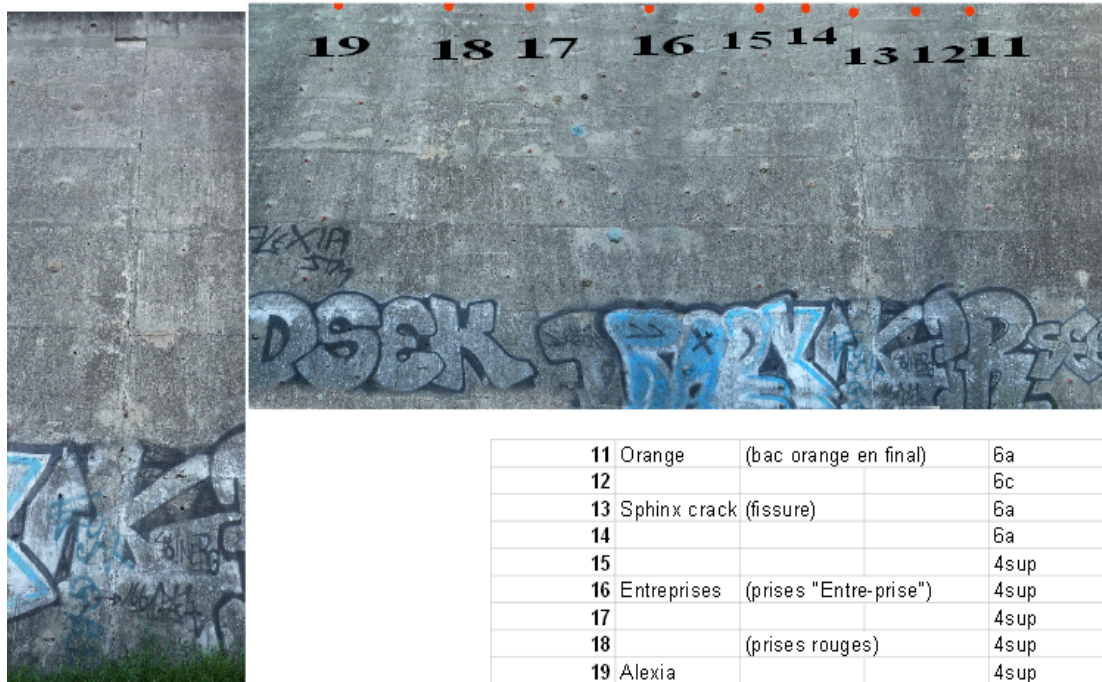 19 18 17 16 15 14 13 12 11
ALEXIA
DSEK
4BINERG
11 Orange (bac orange en final) 6a
12 6c
13 Sphinx crack (fissure) 6a
14 6a
15 4sup
16 Entreprises (prises "Entre-prise") 4sup
17 4sup
18 (prises rouges) 4sup
19 Alexia 4sup